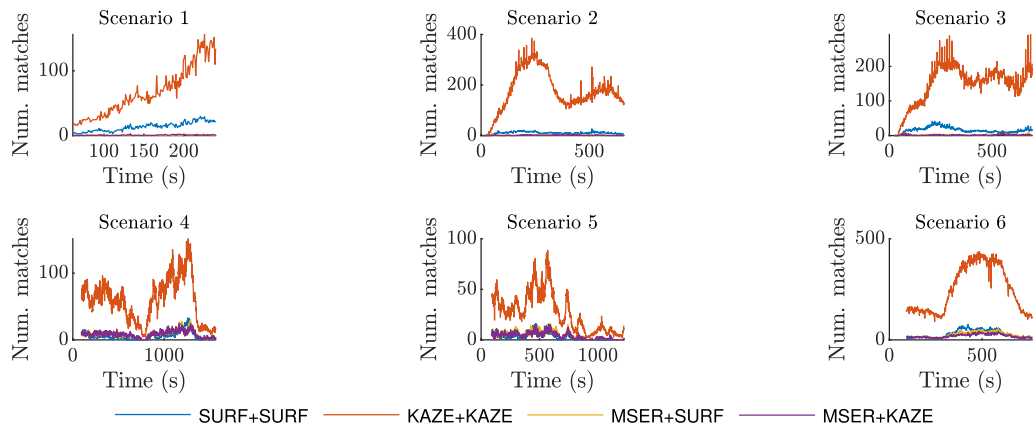 Scenario 1
Num. matches
100
0
100 150 200
Time (s)
Scenario 2
Num. matches
400
200
0
0 500
Time (s)
Scenario 3
Num. matches
200
100
0
0 500
Time (s)
Scenario 4
Num. matches
100
0
0 1000
Time (s)
Scenario 5
Num. matches
100
50
0
0 500 1000
Time (s)
Scenario 6
Num. matches
500
0
0 500
Time (s)
SURF+SURF KAZE+KAZE MSER+SURF MSER+KAZE